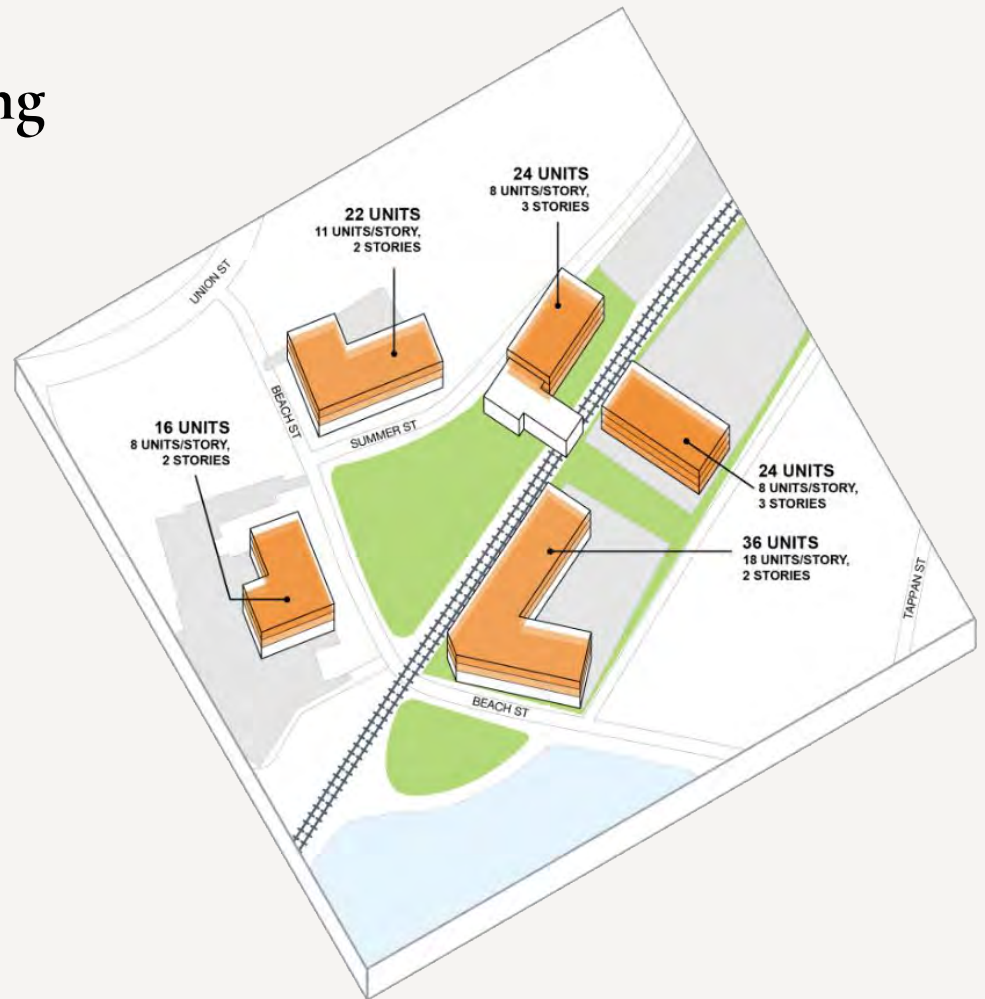 ng
24 UNITS
8 UNITS/STORY,
3 STORIES
22 UNITS
11 UNITS/STORY,
2 STORIES
UNION ST
BEACH ST
SUMMER ST
16 UNITS
8 UNITS/STORY,
2 STORIES
24 UNITS
8 UNITS/STORY,
3 STORIES
36 UNITS
18 UNITS/STORY,
2 STORIES
TAPPAN ST
BEACH ST